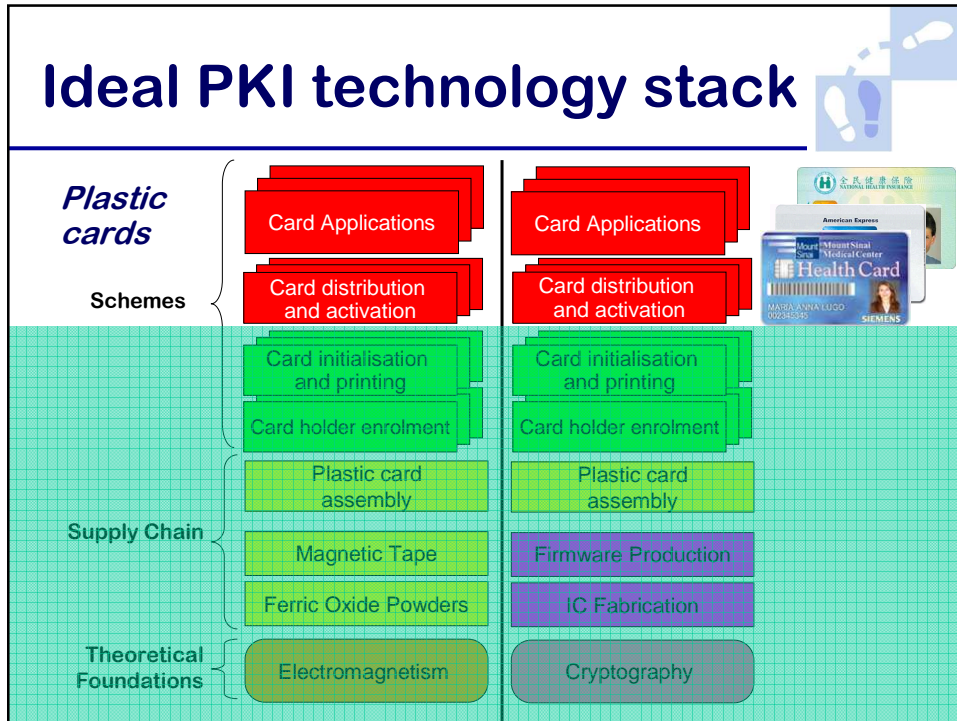 Ideal PKI technology stack
Plastic
cards
Schemes
Supply Chain
Theoretical
Foundations
Card Applications
Card distribution
and activation
Card initialisation
and printing
Card holder enrolment
Plastic card
assembly
Magnetic Tape
Ferric Oxide Powders
Electromagnetism
Card Applications
Card distribution
and activation
Card initialisation
and printing
Card holder enrolment
Plastic card
assembly
Firmware Production
IC Fabrication
Cryptography
全民健康保險
NATIONAL HEALTH INSURANCE
American Express
Mount
Sinai
Mount Sinai
Medical Center
Health Card
MARIA ANNA LUGO
002345345
SIEMENS